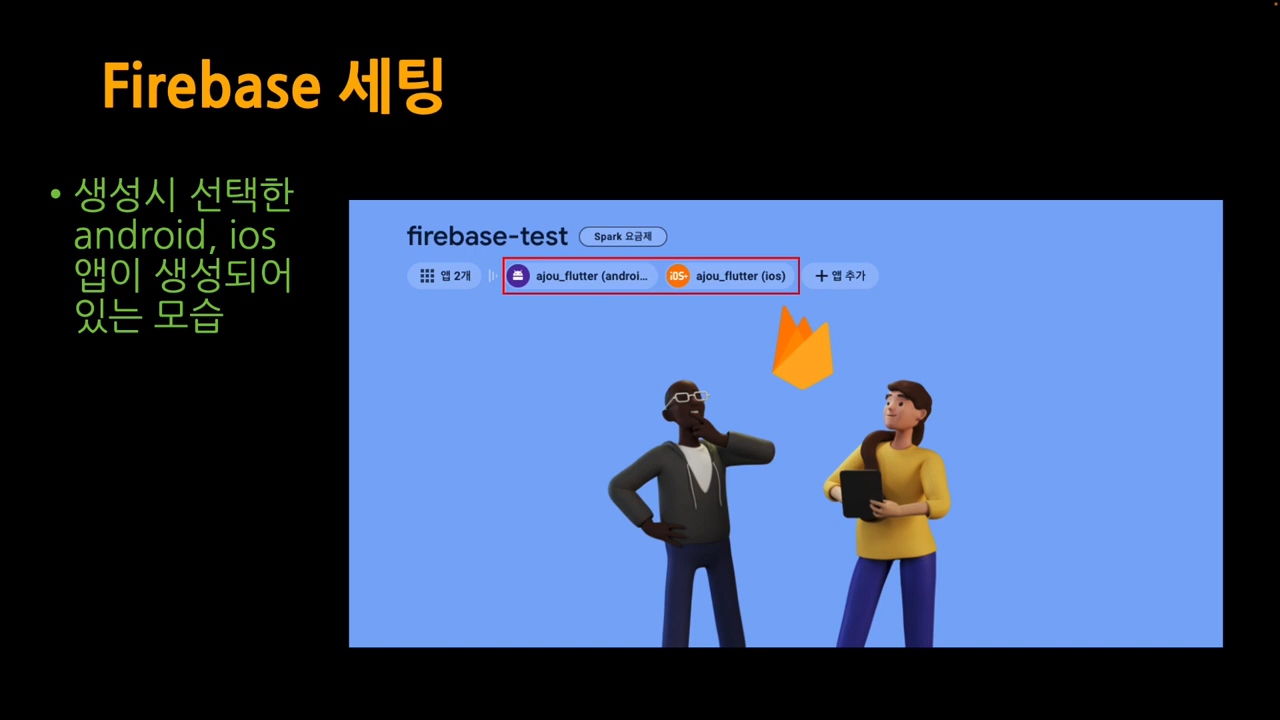 Firebase 세팅
• 생성시 선택한
android, ios
앱이 생성되어
있는 모습
firebase-test Spark 요금제
앱 2개 ajou_flutter (androi... iOS+ ajou_flutter (ios) + 앱 추가